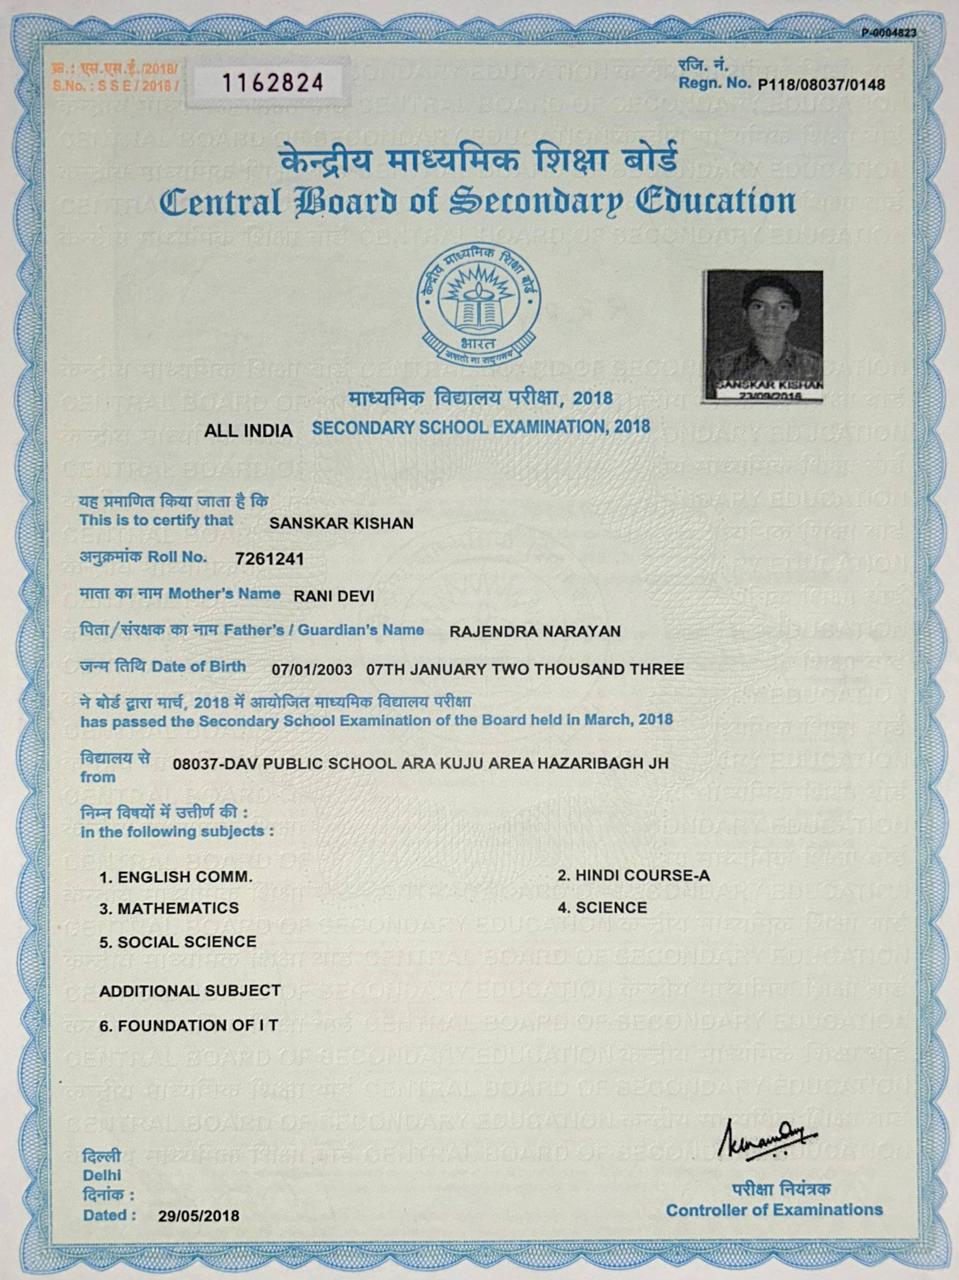 P-0004823
क्र.: एस.एस.ई./2018/
S.No.: S S E / 2018 /
1162824
रजि. नं.
Regn. No. P118/08037/0148
केन्द्रीय माध्यमिक शिक्षा बोर्ड
Central Board of Secondary Education
केन्द्रीय माध्यमिक शिक्षा बोर्ड
भारत
असतो मा सद्गमय
SANSKAR KISHAN
23/09/2016
माध्यमिक विद्यालय परीक्षा, 2018
ALL INDIA SECONDARY SCHOOL EXAMINATION, 2018
यह प्रमाणित किया जाता है कि
This is to certify that SANSKAR KISHAN
अनुक्रमांक Roll No. 7261241
माता का नाम Mother's Name RANI DEVI
पिता/संरक्षक का नाम Father's / Guardian's Name RAJENDRA NARAYAN
जन्म तिथि Date of Birth 07/01/2003 07TH JANUARY TWO THOUSAND THREE
ने बोर्ड द्वारा मार्च, 2018 में आयोजित माध्यमिक विद्यालय परीक्षा
has passed the Secondary School Examination of the Board held in March, 2018
विद्यालय से
from 08037-DAV PUBLIC SCHOOL ARA KUJU AREA HAZARIBAGH JH
निम्न विषयों में उत्तीर्ण की :
in the following subjects :
1. ENGLISH COMM. 2. HINDI COURSE-A
3. MATHEMATICS 4. SCIENCE
5. SOCIAL SCIENCE
ADDITIONAL SUBJECT
6. FOUNDATION OF I T
दिल्ली
Delhi
दिनांक :
Dated : 29/05/2018
परीक्षा नियंत्रक
Controller of Examinations